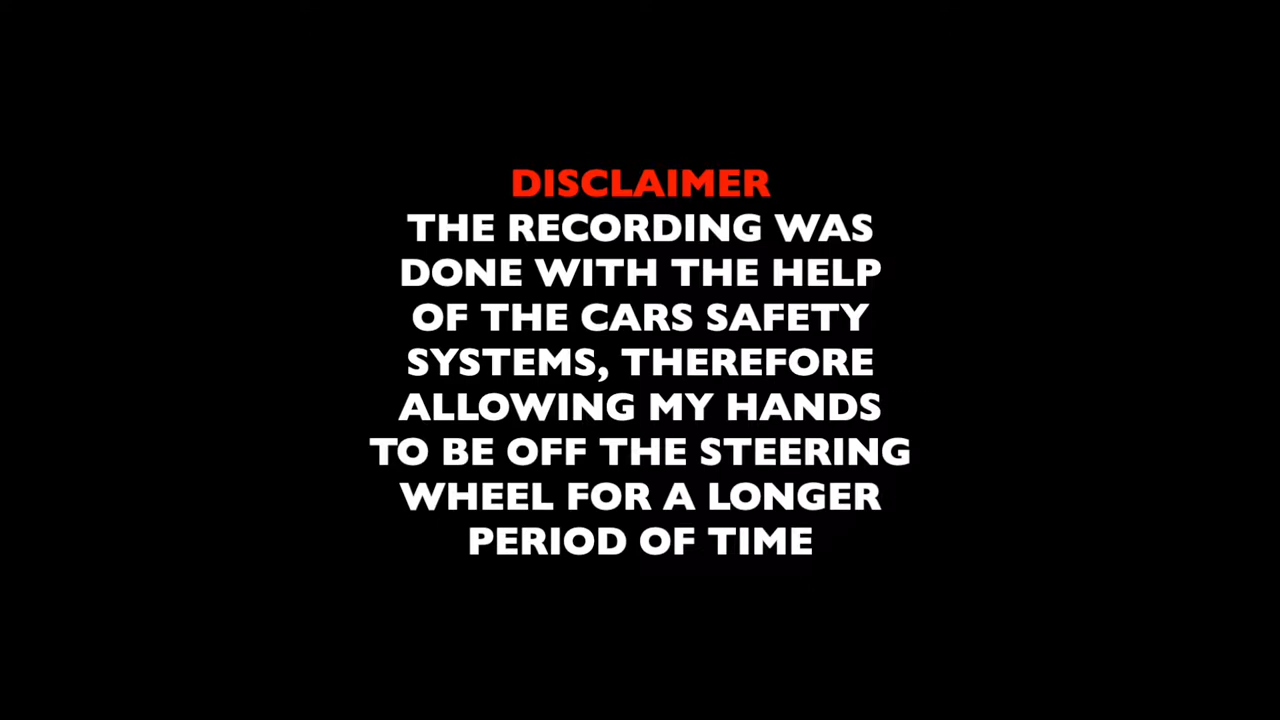 DISCLAIMER
THE RECORDING WAS
DONE WITH THE HELP
OF THE CARS SAFETY
SYSTEMS, THEREFORE
ALLOWING MY HANDS
TO BE OFF THE STEERING
WHEEL FOR A LONGER
PERIOD OF TIME